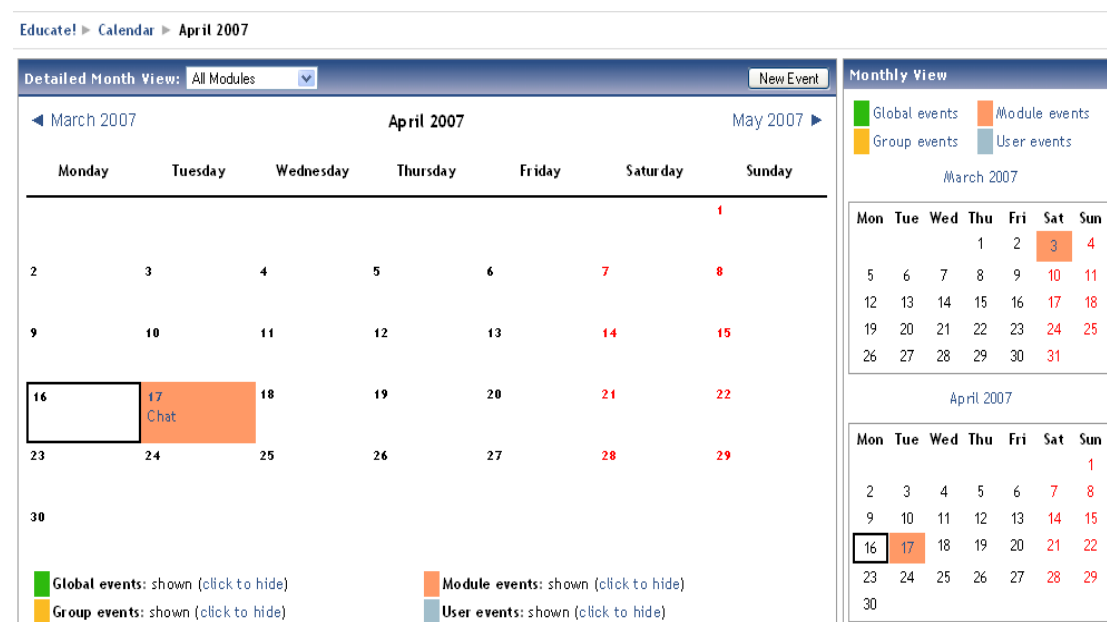 Educate! ► Calendar ► April 2007
Detailed Month View: All Modules New Event
◄ March 2007 April 2007 May 2007 ►
Monday Tuesday Wednesday Thursday Friday Saturday Sunday
1
2 3 4 5 6 7 8
9 10 11 12 13 14 15
16 17 18 19 20 21 22
Chat
23 24 25 26 27 28 29
30
Global events: shown (click to hide) Module events: shown (click to hide)
Group events: shown (click to hide) User events: shown (click to hide)
Monthly View
Global events Module events
Group events User events
March 2007
Mon Tue Wed Thu Fri Sat Sun
1 2 3 4
5 6 7 8 9 10 11
12 13 14 15 16 17 18
19 20 21 22 23 24 25
26 27 28 29 30 31
April 2007
Mon Tue Wed Thu Fri Sat Sun
1
2 3 4 5 6 7 8
9 10 11 12 13 14 15
16 17 18 19 20 21 22
23 24 25 26 27 28 29
30